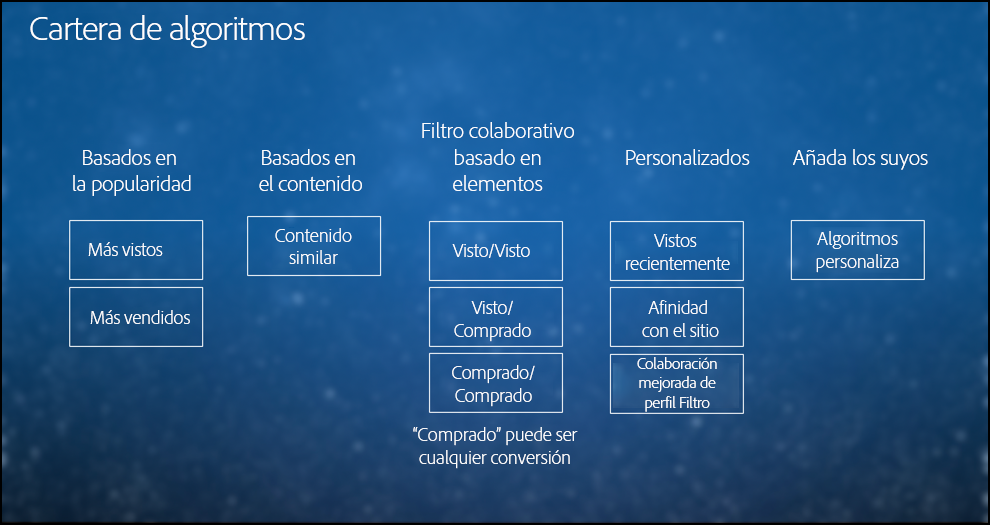 Cartera de algoritmos
Basados en
la popularidad
Más vistos
Más vendidos
Basados en
el contenido
Contenido
similar
Filtro colaborativo
basado en
elementos
Visto/Visto
Visto/
Comprado
Comprado/
Comprado
“Comprado” puede ser
cualquier conversión
Personalizados
Vistos
recientemente
Afinidad
con el sitio
Colaboración
mejorada de
perfil Filtro
Añada los suyos
Algoritmos
personaliza